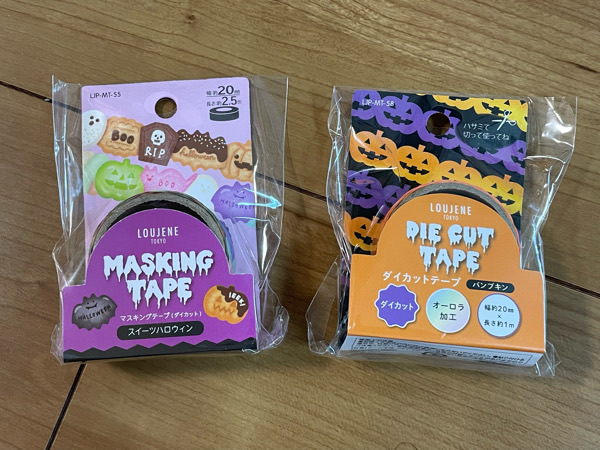 LJP-MT-55
幅 約20㎜
長さ約2.5m
BOO
R.I.P
BOO
HALLOWEEN
LOUJENE
TOKYO
MASKING
TAPE
マスキングテープ(ダイカット)
スイーツハロウィン
HALLOWEEN
LJP-MT-58
ハサミで
切って使ってね
LOUJENE
TOKYO
DIE CUT
TAPE
ダイカットテープ
パンプキン
ダイカット
オーロラ
加工
幅約20㎜
×
長さ約1m